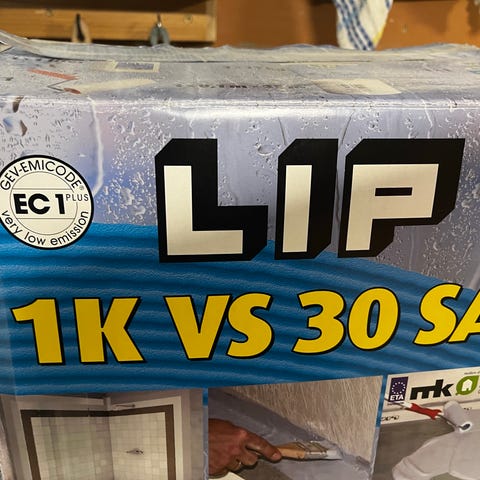 LIP
GEV-EMICODE®
EC1 PLUS
very low emission
1K VS 30 SA
ETA
mk